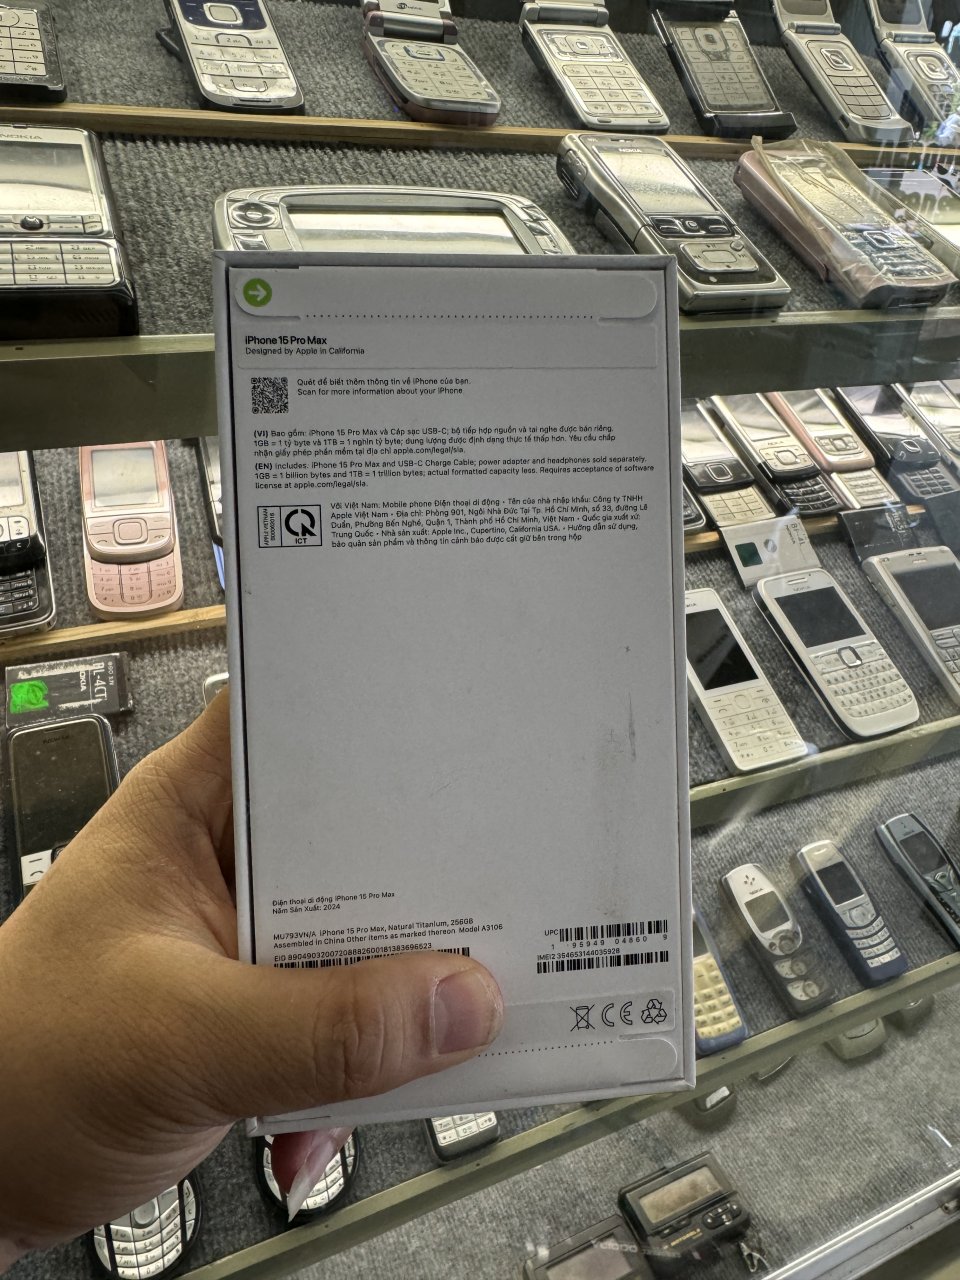 NOKIA
NOKIA
iPhone 15 Pro Max
Designed by Apple in California
Quét để biết thêm thông tin về iPhone của bạn.
Scan for more information about your iPhone
(VI) Bao gồm: iPhone 15 Pro Max và Cáp sạc USB-C; bộ tiếp hợp nguồn và tai nghe được bán riêng.
1GB = 1 tỷ byte và 1TB = 1 nghìn tỷ byte; dung lượng được định dạng thực tế thấp hơn. Yêu cầu chấp
nhận giấy phép phần mềm tại địa chỉ apple.com/legal/sla.
(EN) Includes: iPhone 15 Pro Max and USB-C Charge Cable; power adapter and headphones sold separately.
1GB = 1 billion bytes and 1TB = 1 trillion bytes; actual formatted capacity less. Requires acceptance of software
license at apple.com/legal/sla.
ICT
Với Việt Nam: Mobile phone Điện thoại di động • Tên của nhà nhập khẩu: Công ty TNHH
Apple Việt Nam • Địa chỉ: Phòng 901, Ngôi Nhà Đức Tại Tp. Hồ Chí Minh, số 33, đường Lê
Duẩn, Phường Bến Nghé, Quận 1, Thành phố Hồ Chí Minh, Việt Nam • Quốc gia xuất xứ:
Trung Quốc • Nhà sản xuất: Apple Inc., Cupertino, California USA. • Hướng dẫn sử dụng,
bảo quản sản phẩm và thông tin cảnh báo được cất giữ bên trong hộp
BL-4CT
NOKIA
Điện thoại di động iPhone 15 Pro Max
Năm Sản Xuất: 2024
MU793VN/A iPhone 15 Pro Max, Natural Titanium, 256GB
Assembled in China Other items as marked thereon Model A3106
EID 89049032007208882600181383696523
UPC
1 95949 04860 9
IMEI2 354653144035928
CE